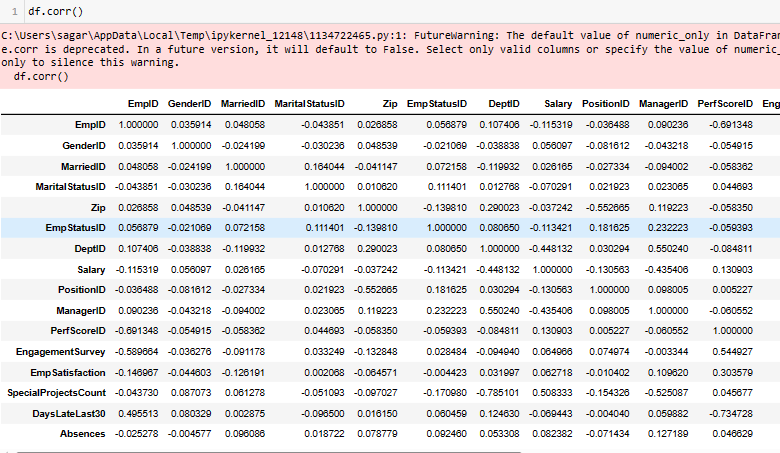 1 df.corr()
C:\Users\sagar\AppData\Local\Temp\ipykernel_12148\1134722465.py:1: FutureWarning: The default value of numeric_only in DataFram
e.corr is deprecated. In a future version, it will default to False. Select only valid columns or specify the value of numeric_
only to silence this warning.
df.corr()
EmpID GenderID MarriedID MaritalStatusID Zip EmpStatusID DeptID Salary PositionID ManagerID PerfScoreID Eng
EmpID 1.000000 0.035914 0.048058 -0.043851 0.026858 0.056879 0.107406 -0.115319 -0.036488 0.090236 -0.691348
GenderID 0.035914 1.000000 -0.024199 -0.030236 0.048539 -0.021069 -0.038838 0.056097 -0.081612 -0.043218 -0.054915
MarriedID 0.048058 -0.024199 1.000000 0.164044 -0.041147 0.072158 -0.119932 0.026165 -0.027334 -0.094002 -0.058362
MaritalStatusID -0.043851 -0.030236 0.164044 1.000000 0.010620 0.111401 0.012768 -0.070291 0.021923 0.023065 0.044693
Zip 0.026858 0.048539 -0.041147 0.010620 1.000000 -0.139810 0.290023 -0.037242 -0.552665 0.119223 -0.058350
EmpStatusID 0.056879 -0.021069 0.072158 0.111401 -0.139810 1.000000 0.080650 -0.113421 0.181625 0.232223 -0.059393
DeptID 0.107406 -0.038838 -0.119932 0.012768 0.290023 0.080650 1.000000 -0.448132 0.030294 0.550240 -0.084811
Salary -0.115319 0.056097 0.026165 -0.070291 -0.037242 -0.113421 -0.448132 1.000000 -0.130563 -0.435406 0.130903
PositionID -0.036488 -0.081612 -0.027334 0.021923 -0.552665 0.181625 0.030294 -0.130563 1.000000 0.098005 0.005227
ManagerID 0.090236 -0.043218 -0.094002 0.023065 0.119223 0.232223 0.550240 -0.435406 0.098005 1.000000 -0.060552
PerfScoreID -0.691348 -0.054915 -0.058362 0.044693 -0.058350 -0.059393 -0.084811 0.130903 0.005227 -0.060552 1.000000
EngagementSurvey -0.589664 -0.036276 -0.091178 0.033249 -0.132848 0.028484 -0.094940 0.064966 0.074974 -0.003344 0.544927
EmpSatisfaction -0.146967 -0.044603 -0.126191 0.002068 -0.064571 -0.004423 0.031997 0.062718 -0.010402 0.109620 0.303579
SpecialProjectsCount -0.043730 0.087073 0.061278 -0.051093 -0.097027 -0.170980 -0.785101 0.508333 -0.154326 -0.525087 0.045677
DaysLateLast30 0.495513 0.080329 0.002875 -0.096500 0.016150 0.060459 0.124630 -0.069443 -0.004040 0.059882 -0.734728
Absences -0.025278 -0.004577 0.096086 0.018722 0.078779 0.092460 0.053308 0.082382 -0.071434 0.127189 0.046629